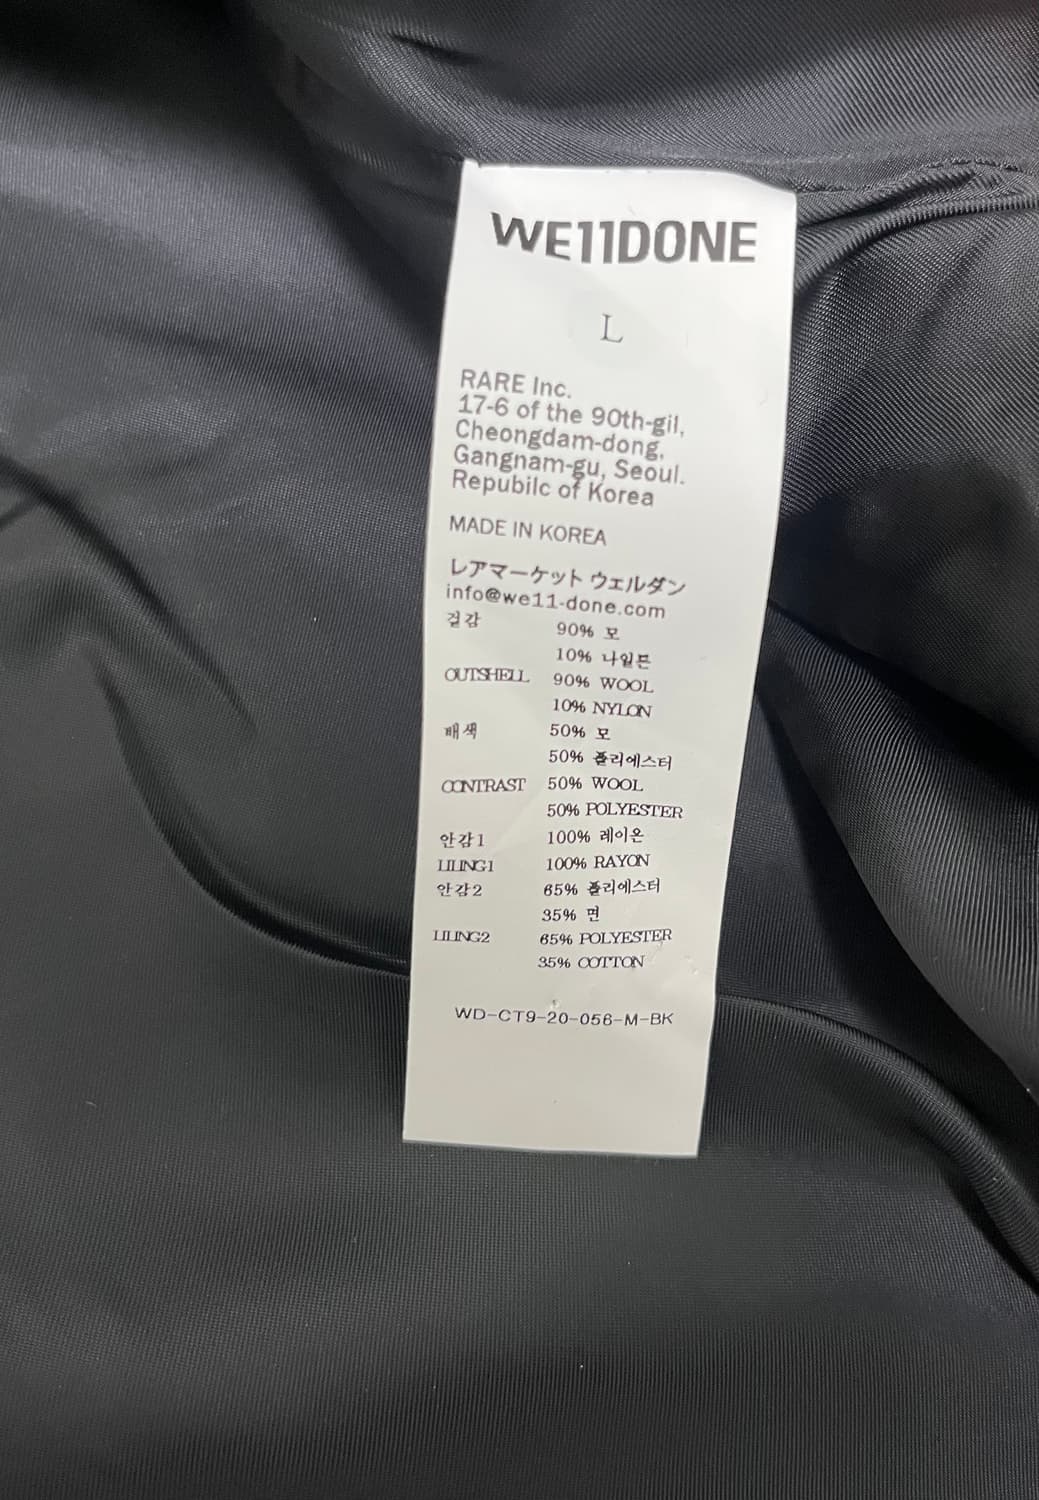 WE11DONE
L
RARE Inc.
17-6 of the 90th-gil,
Cheongdam-dong,
Gangnam-gu, Seoul.
Repubilc of Korea
MADE IN KOREA
レアマーケット ウェルダン
info@we11-done.com
겉감 90% 모
10% 나일론
OUTSHELL 90% WOOL
10% NYLON
배색 50% 모
50% 폴리에스터
CONTRAST 50% WOOL
50% POLYESTER
안감1 100% 레이온
LILING1 100% RAYON
안감2 65% 폴리에스터
35% 면
LILING2 65% POLYESTER
35% COTTON
WD-CT9-20-056-M-BK